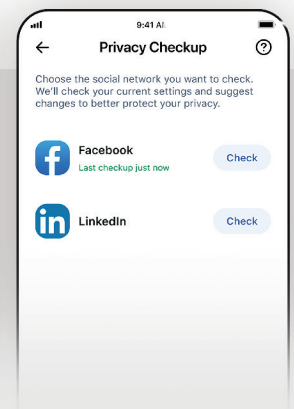 9:41 A
Privacy Checkup
Choose the social network you want to check.
We'll check your current settings and suggest
changes to better protect your privacy.
Facebook
Last checkup just now
Check
LinkedIn
Check